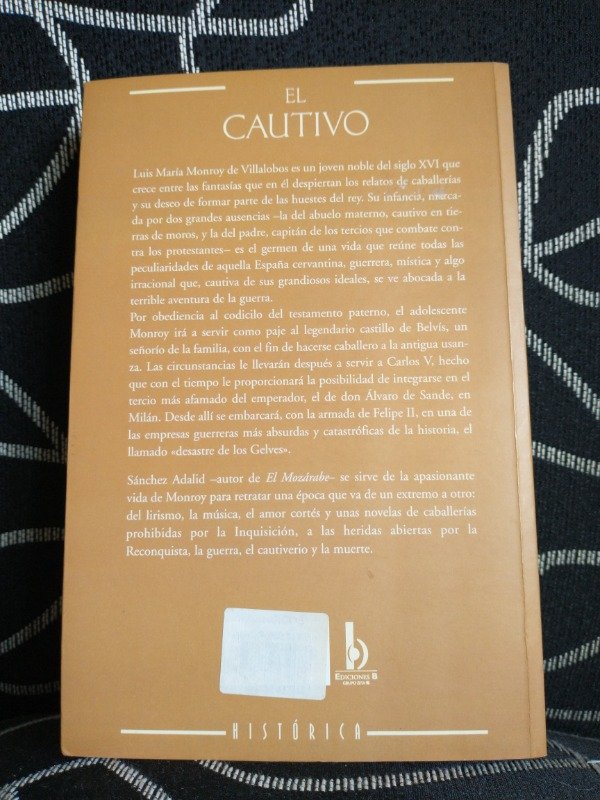 EL
CAUTIVO
Luis María Monroy de Villalobos es un joven noble del siglo XVI que
crece entre las fantasías que en él despiertan los relatos de caballerías
y su deseo de formar parte de las huestes del rey. Su infancia, marca-
da por dos grandes ausencias –la del abuelo materno, cautivo en tie-
rras de moros, y la del padre, capitán de los tercios que combate con-
tra los protestantes– es el germen de una vida que reúne todas las
peculiaridades de aquella España cervantina, guerrera, mística y algo
irracional que, cautiva de sus grandiosos ideales, se ve abocada a la
terrible aventura de la guerra.
Por obediencia al codicilo del testamento paterno, el adolescente
Monroy irá a servir como paje al legendario castillo de Belvís, un
señorío de la familia, con el fin de hacerse caballero a la antigua usan-
za. Las circunstancias le llevarán después a servir a Carlos V, hecho
que con el tiempo le proporcionará la posibilidad de integrarse en el
tercio más afamado del emperador, el de don Álvaro de Sande, en
Milán. Desde allí se embarcará, con la armada de Felipe II, en una de
las empresas guerreras más absurdas y catastróficas de la historia, el
llamado «desastre de los Gelves».
Sánchez Adalid –autor de El Mozárabe– se sirve de la apasionante
vida de Monroy para retratar una época que va de un extremo a otro:
del lirismo, la música, el amor cortés y unas novelas de caballerías
prohibidas por la Inquisición, a las heridas abiertas por la
Reconquista, la guerra, el cautiverio y la muerte.
b
EDICIONES B
GRUPO ZETA
HISTÓRICA